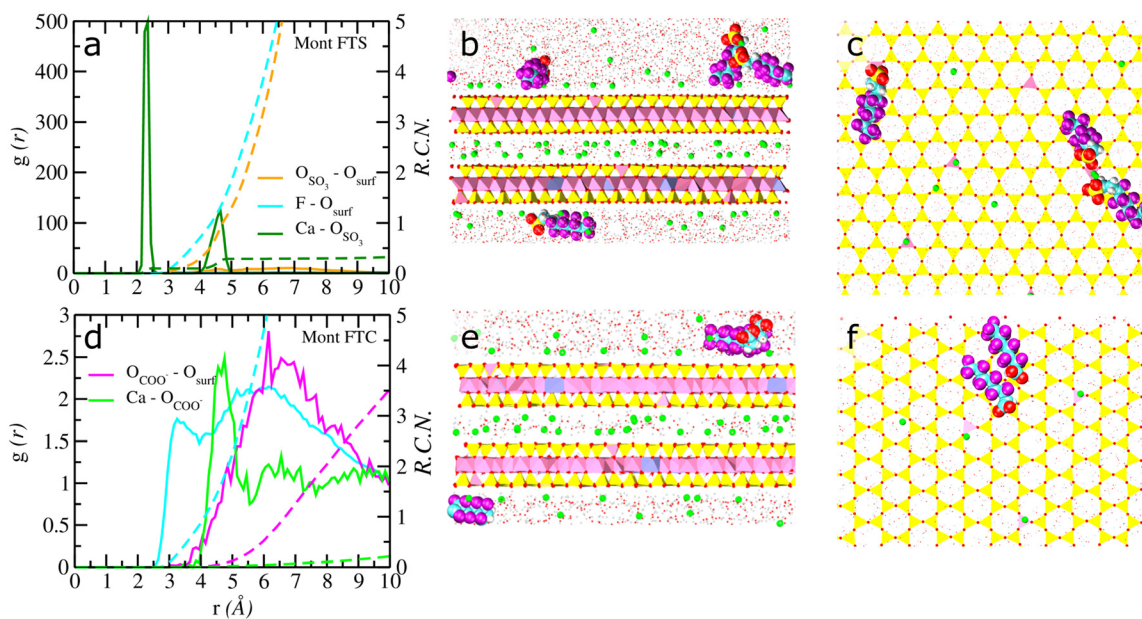 a
Mont FTS
500
400
300
200
100
0
g (r)
5
4
3
2
1
0
R.C.N.
O_SO3 - O_surf
F - O_surf
Ca - O_SO3
0 1 2 3 4 5 6 7 8 9 10
b
c
d
Mont FTC
3
2.5
2
1.5
1
0.5
0
g (r)
5
4
3
2
1
0
R.C.N.
O_COO- - O_surf
Ca - O_COO-
0 1 2 3 4 5 6 7 8 9 10
r (Å)
e
f